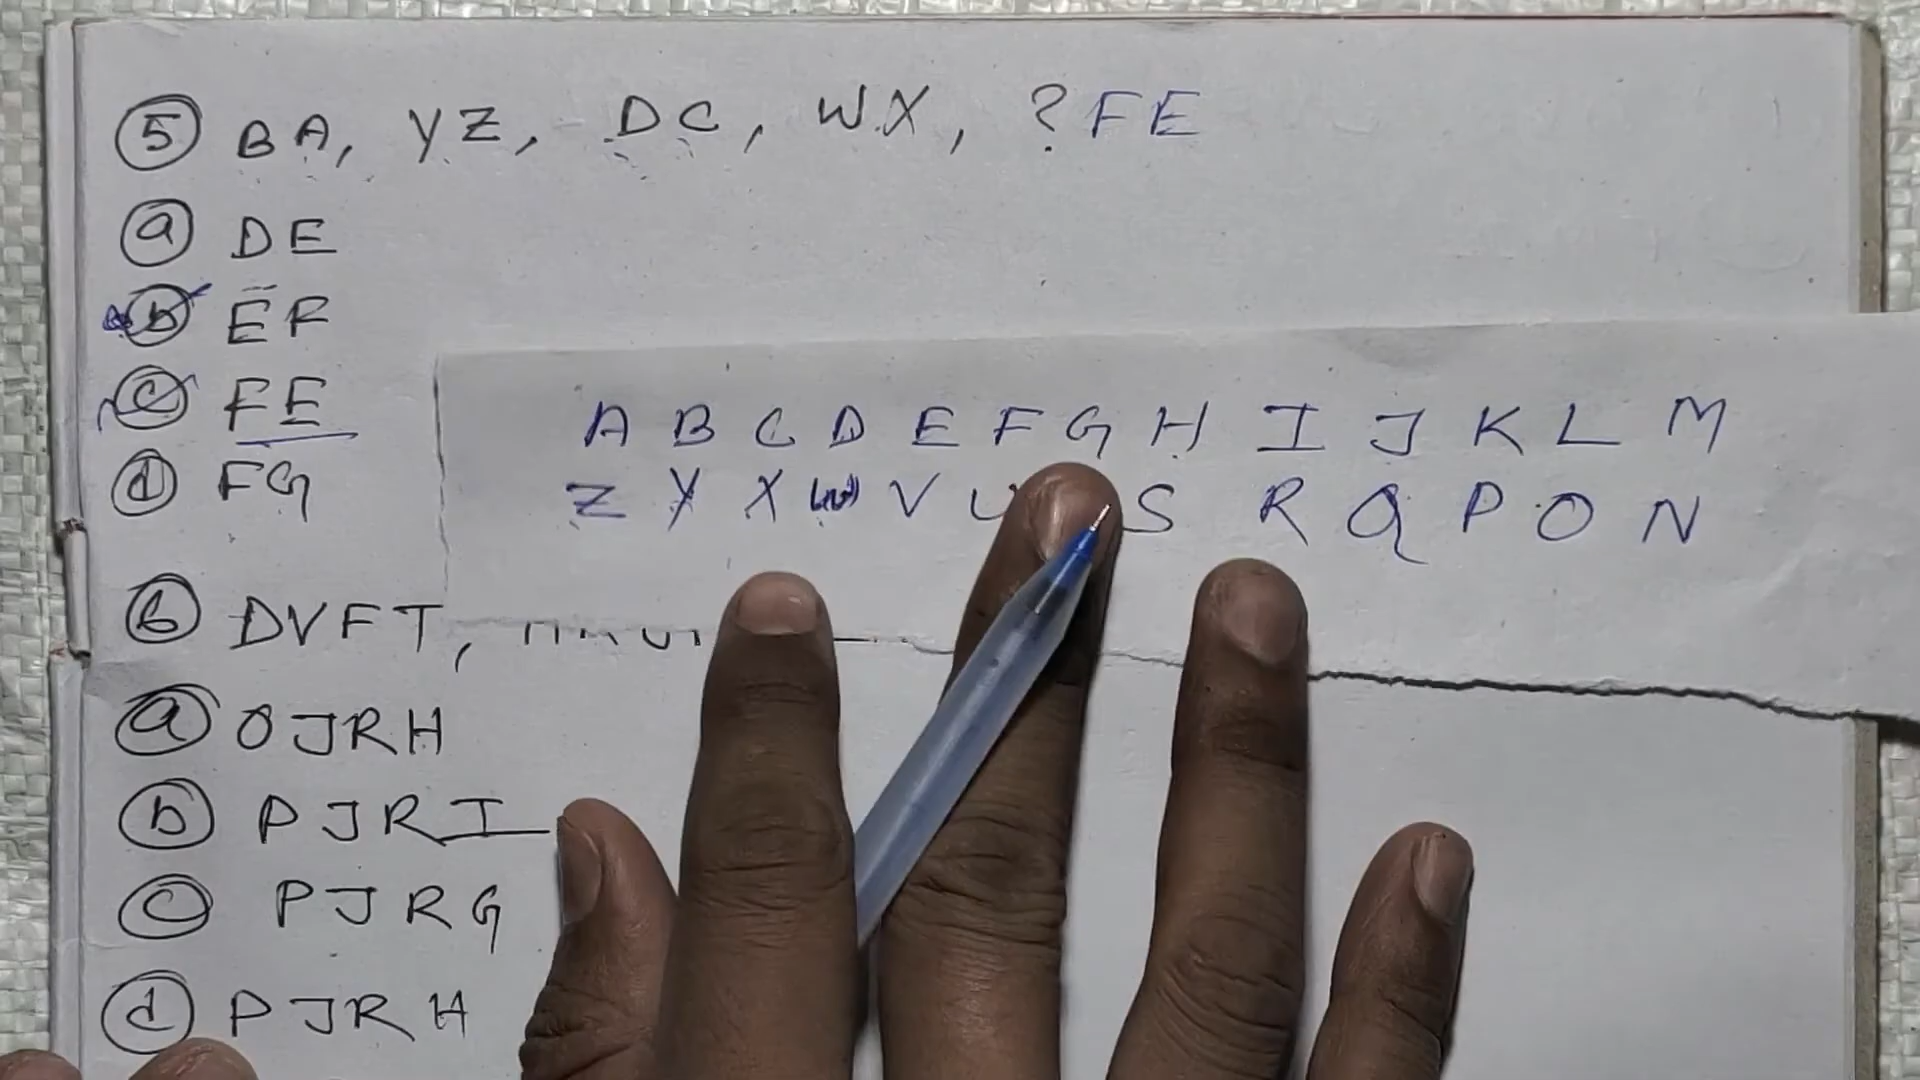 5 BA, YZ, DC, WX, ? FE
a DE
b EF
c FE
d FG
A B C D E F G H I J K L M
Z Y X W V U S R Q P O N
6 DVFT,
a OJRH
b PJRI
c PJRG
d PJRH